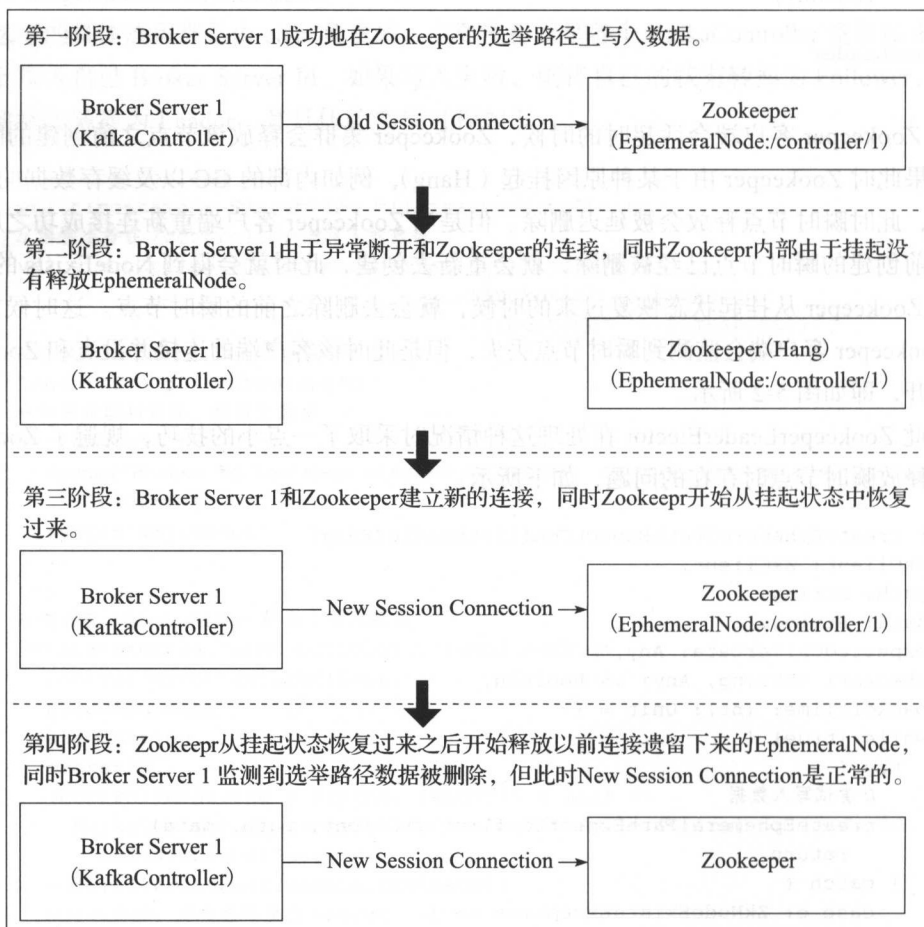 第一阶段：Broker Server 1成功地在Zookeeper的选举路径上写入数据。
Broker Server 1
(KafkaController)
Old Session Connection
Zookeeper
(EphemeralNode:/controller/1)
第二阶段：Broker Server 1由于异常断开和Zookeeper的连接，同时Zookeepr内部由于挂起没
有释放EphemeralNode。
Broker Server 1
(KafkaController)
Zookeeper(Hang)
(EphemeralNode:/controller/1)
第三阶段：Broker Server 1和Zookeeper建立新的连接，同时Zookeepr开始从挂起状态中恢复
过来。
Broker Server 1
(KafkaController)
New Session Connection
Zookeeper
(EphemeralNode:/controller/1)
第四阶段：Zookeepr从挂起状态恢复过来之后开始释放以前连接遗留下来的EphemeralNode，
同时Broker Server 1 监测到选举路径数据被删除，但此时New Session Connection是正常的。
Broker Server 1
(KafkaController)
New Session Connection
Zookeeper